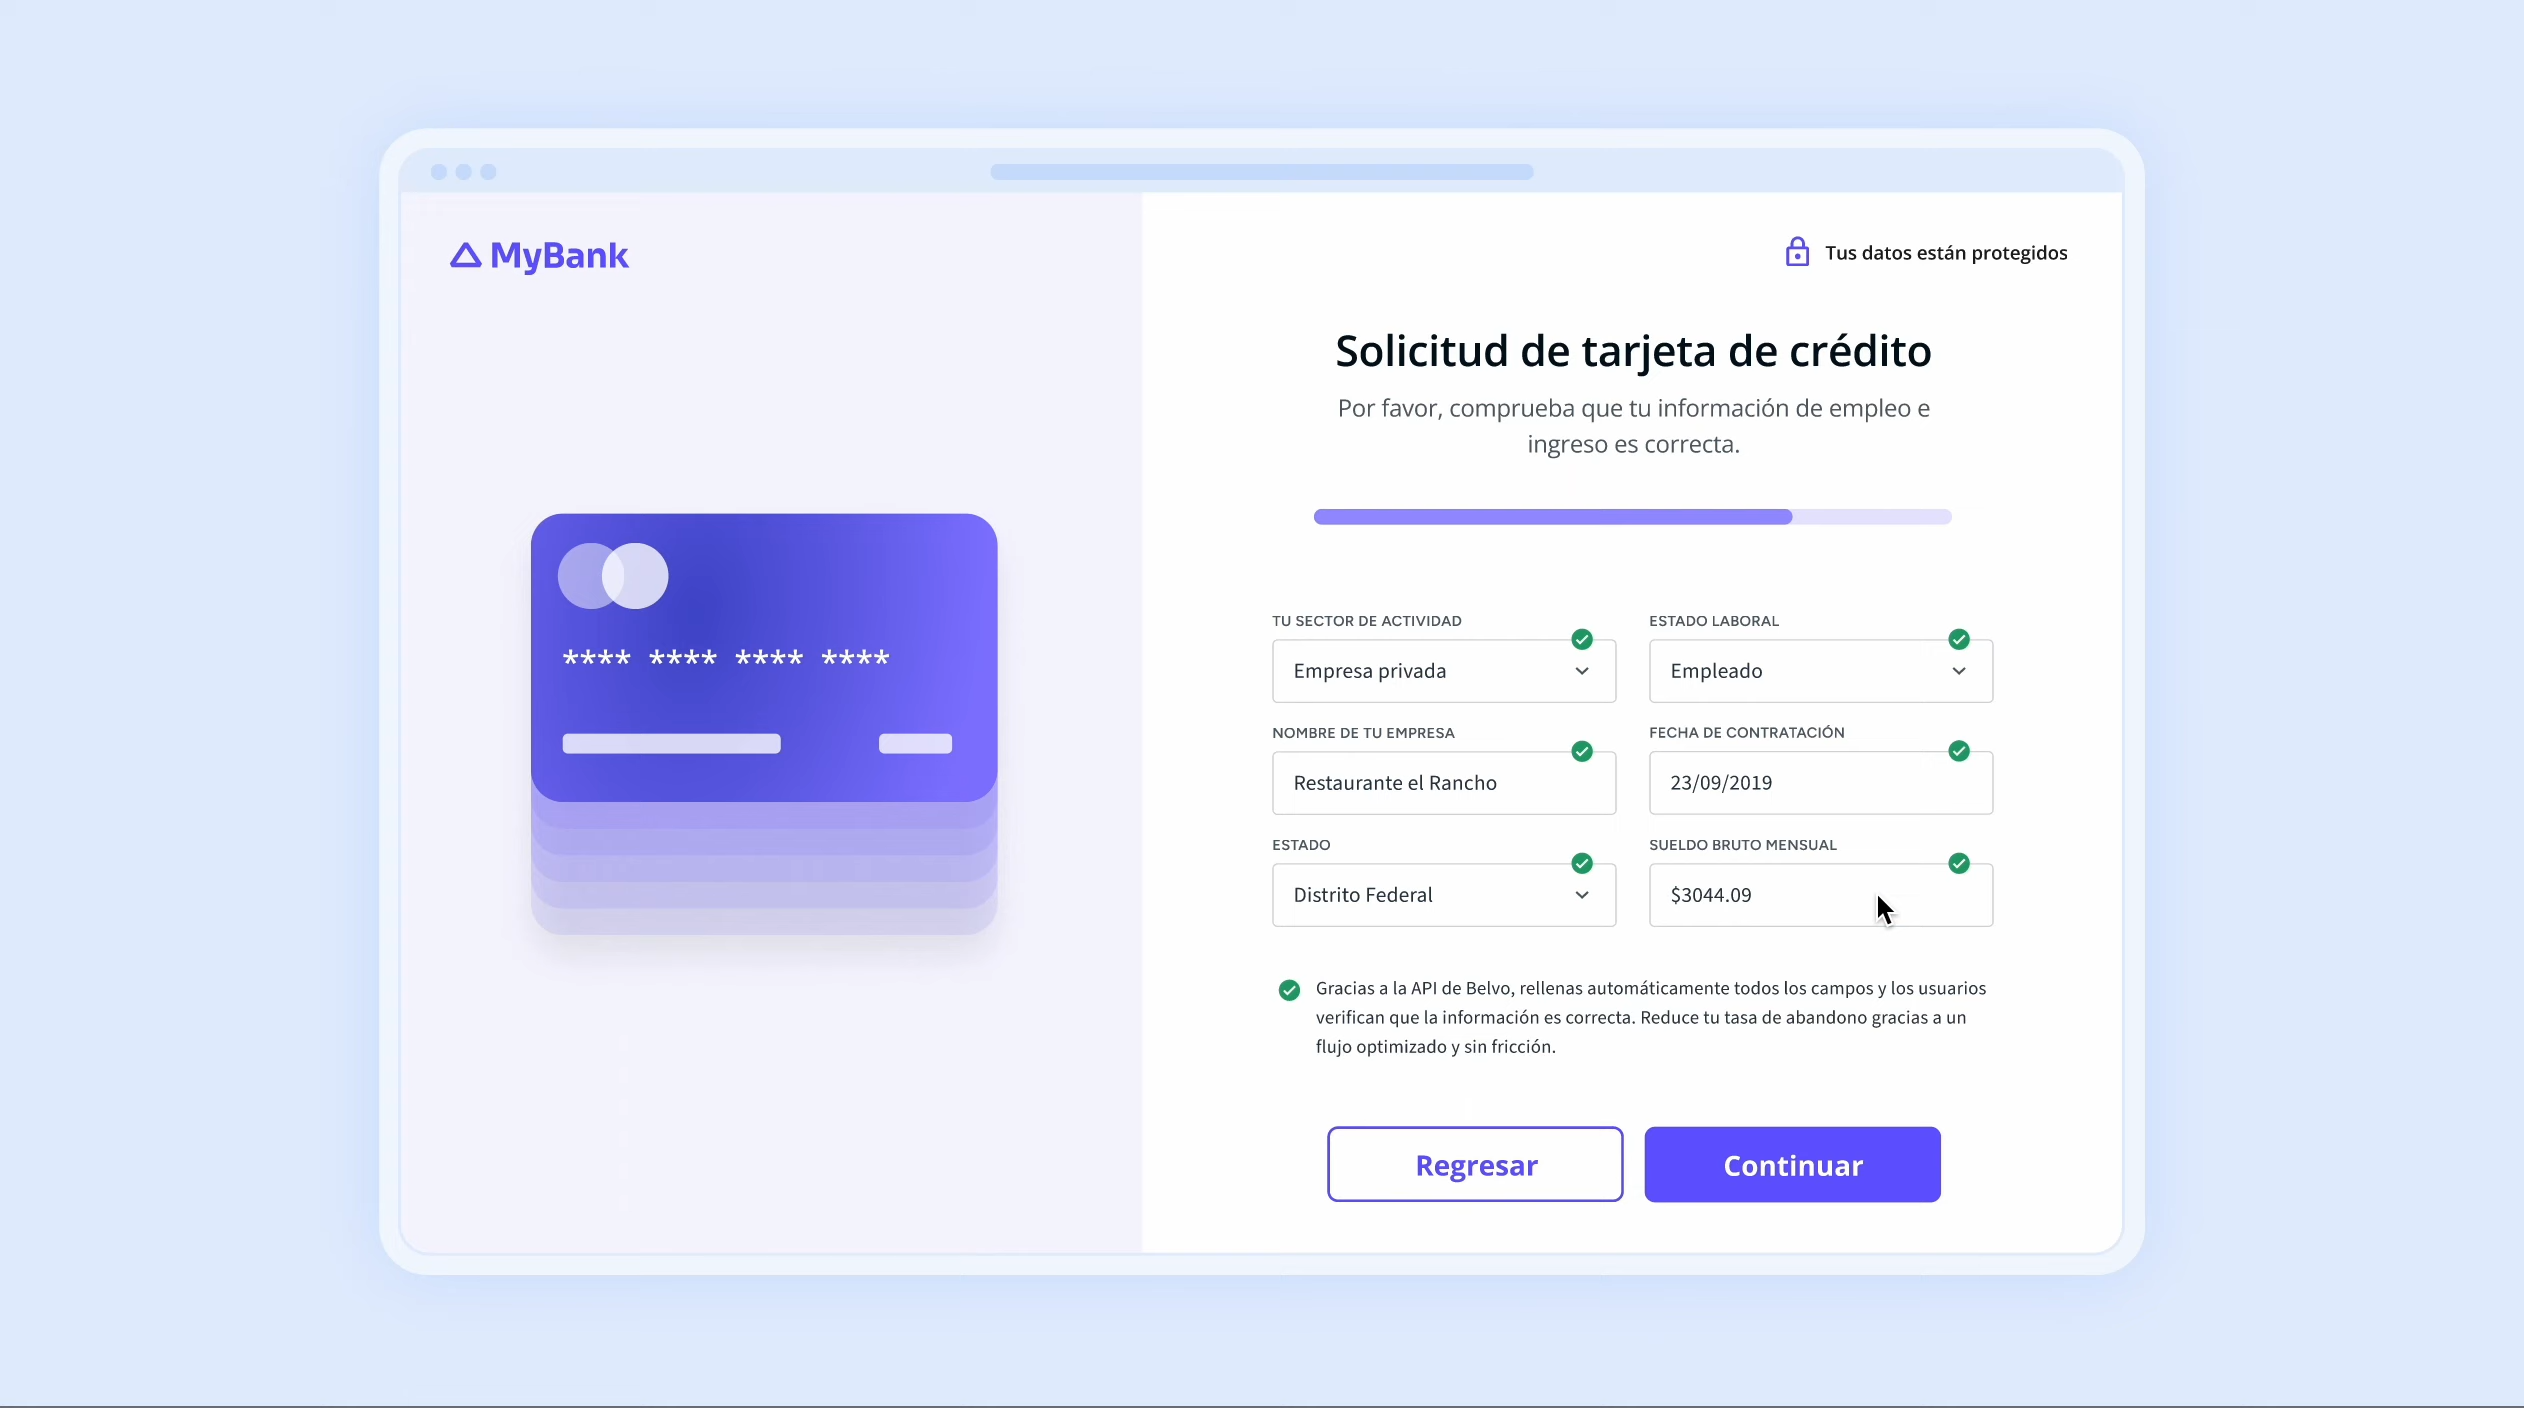 MyBank
Tus datos están protegidos
Solicitud de tarjeta de crédito
Por favor, comprueba que tu información de empleo e
ingreso es correcta.
**** **** **** ****
TU SECTOR DE ACTIVIDAD
Empresa privada
ESTADO LABORAL
Empleado
NOMBRE DE TU EMPRESA
Restaurante el Rancho
FECHA DE CONTRATACIÓN
23/09/2019
ESTADO
Distrito Federal
SUELDO BRUTO MENSUAL
$3044.09
Gracias a la API de Belvo, rellenas automáticamente todos los campos y los usuarios
verifican que la información es correcta. Reduce tu tasa de abandono gracias a un
flujo optimizado y sin fricción.
Regresar
Continuar